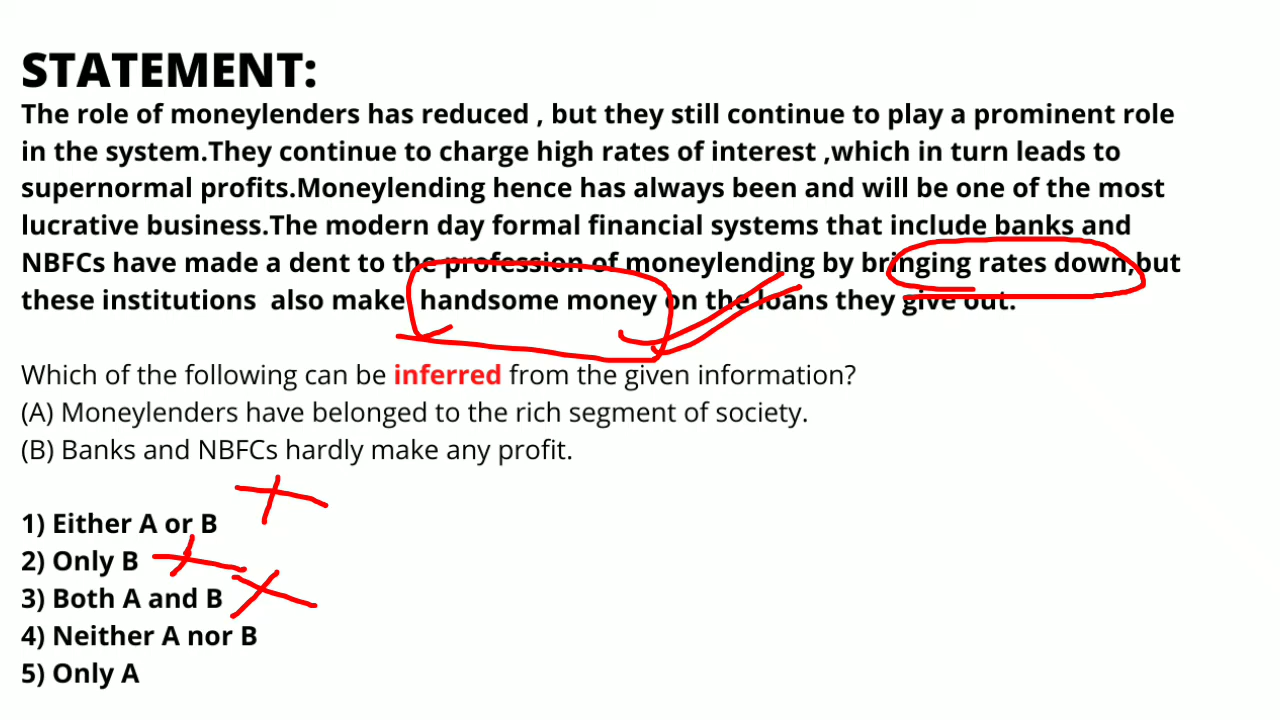 STATEMENT:
The role of moneylenders has reduced , but they still continue to play a prominent role
in the system.They continue to charge high rates of interest ,which in turn leads to
supernormal profits.Moneylending hence has always been and will be one of the most
lucrative business.The modern day formal financial systems that include banks and
NBFCs have made a dent to the profession of moneylending by bringing rates down,but
these institutions also make handsome money on the loans they give out.
Which of the following can be inferred from the given information?
(A) Moneylenders have belonged to the rich segment of society.
(B) Banks and NBFCs hardly make any profit.
1) Either A or B
2) Only B
3) Both A and B
4) Neither A nor B
5) Only A